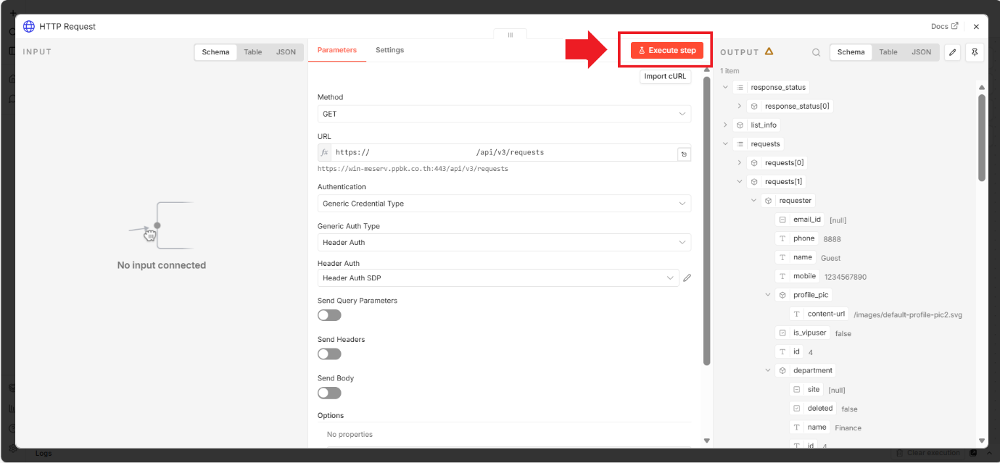 HTTP Request
Docs
INPUT
Schema Table JSON
Parameters Settings
Execute step
OUTPUT
Schema Table JSON
Import cURL
1 item
Method
GET
URL
fx https:// /api/v3/requests
https://win-meserv.ppbk.co.th:443/api/v3/requests
Authentication
Generic Credential Type
Generic Auth Type
Header Auth
Header Auth
Header Auth SDP
Send Query Parameters
Send Headers
Send Body
Options
No properties
No input connected
response_status
response_status[0]
list_info
requests
requests[0]
requests[1]
requester
email_id [null]
T phone 8888
T name Guest
T mobile 1234567890
profile_pic
T content-url /images/default-profile-pic2.svg
is_vipuser false
T id 4
department
site [null]
deleted false
T name Finance
T id 4
Logs
Clear execution